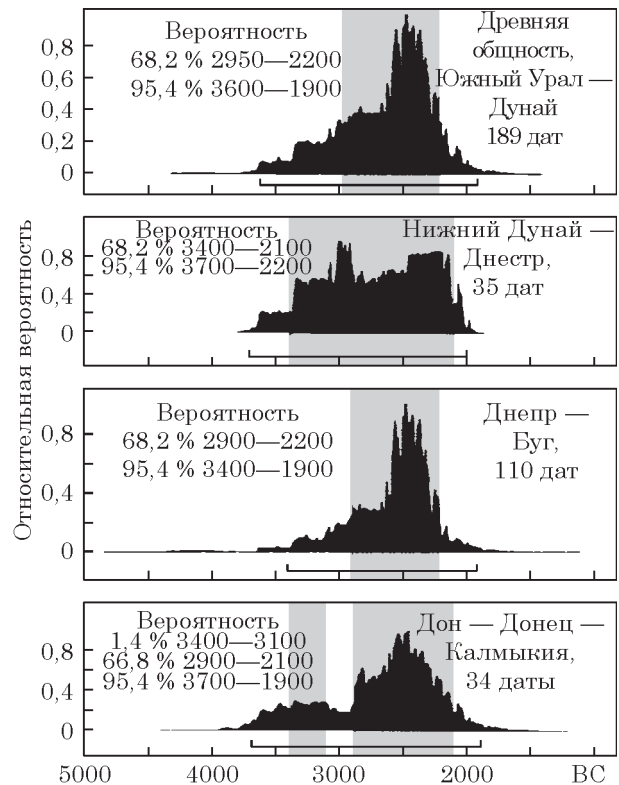 Относительная вероятность
0,8
0,6
0,4
0,2
0
Вероятность
68,2 % 2950—2200
95,4 % 3600—1900
Древняя
общность,
Южный Урал —
Дунай
189 дат
0,8
0,4
0
Вероятность
68,2 % 3400—2100
95,4 % 3700—2200
Нижний Дунай —
Днестр,
35 дат
0,8
0,4
0
Вероятность
68,2 % 2900—2200
95,4 % 3400—1900
Днепр —
Буг,
110 дат
0,8
0,4
0
Вероятность
1,4 % 3400—3100
66,8 % 2900—2100
95,4 % 3700—1900
Дон — Донец —
Калмыкия,
34 даты
5000 4000 3000 2000 BC